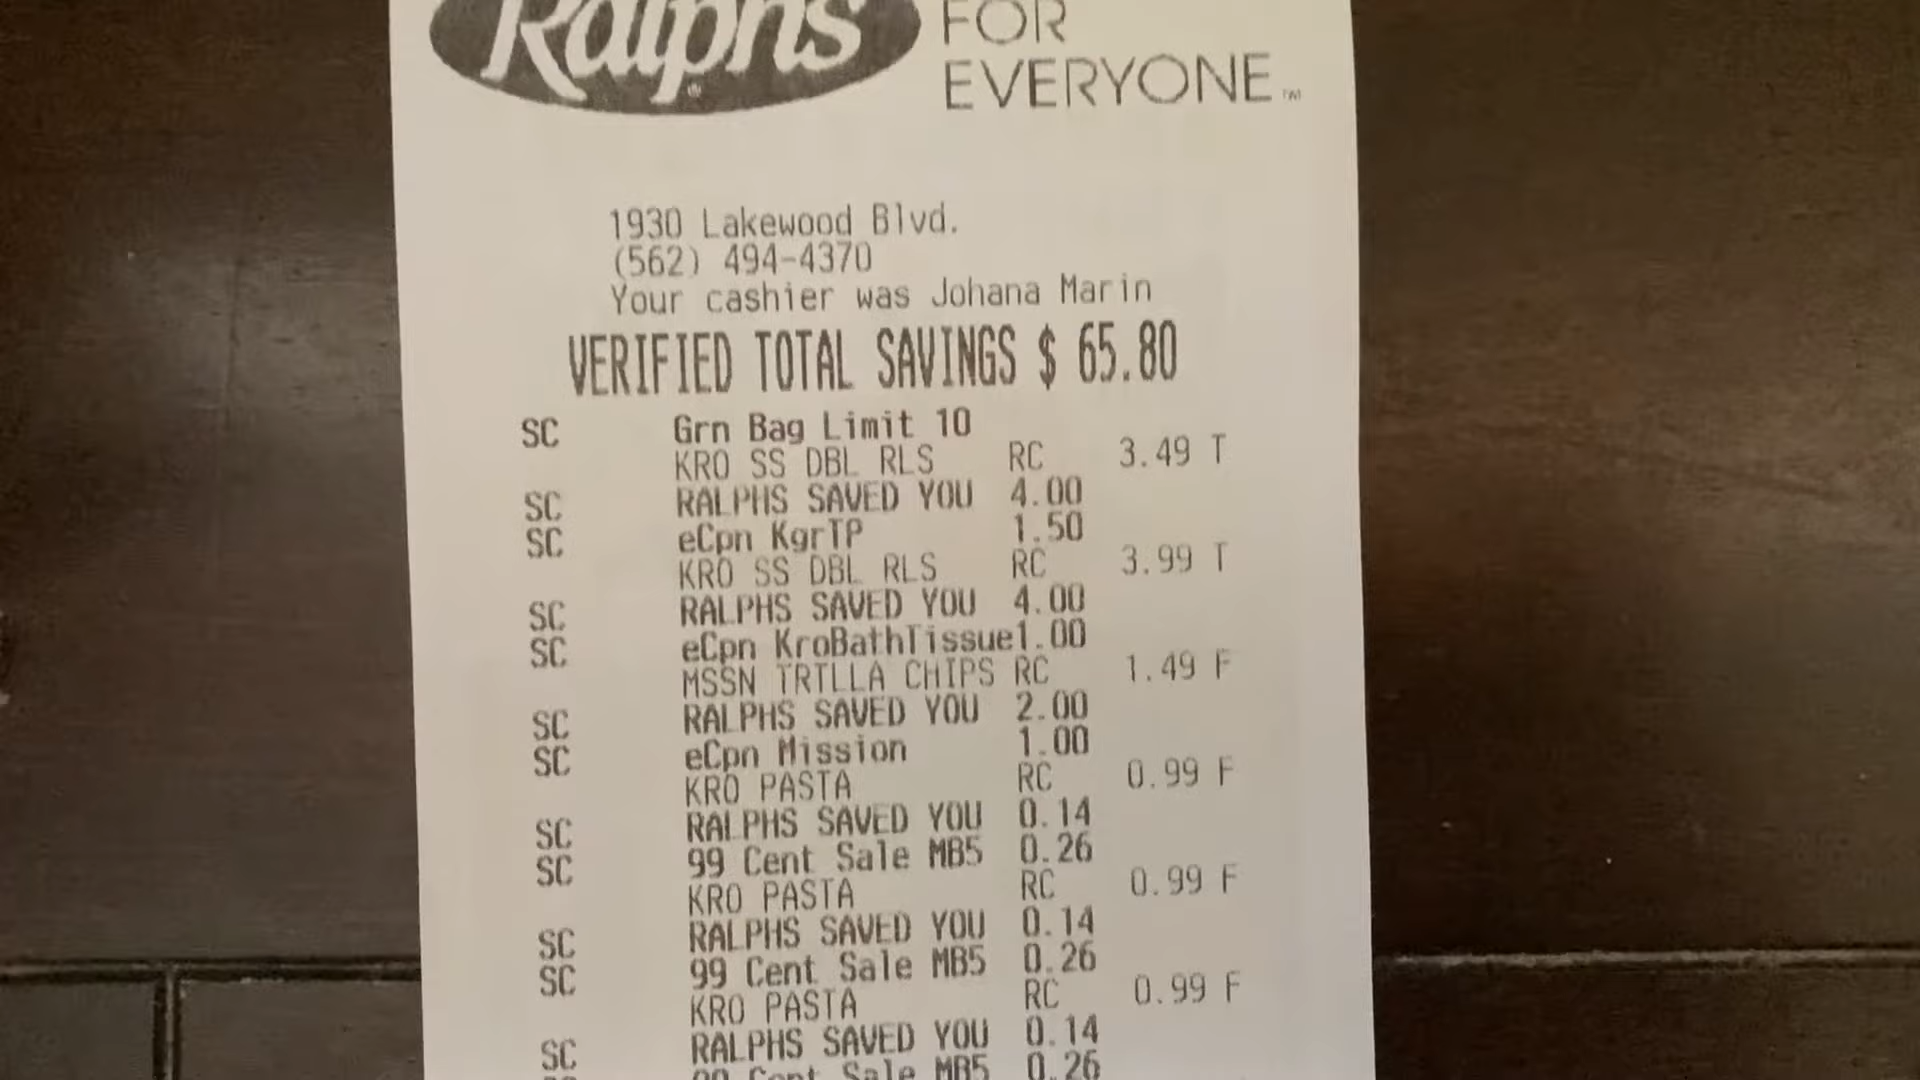 Ralphs® FOR
EVERYONE™
1930 Lakewood Blvd.
(562) 494-4370
Your cashier was Johana Marin
VERIFIED TOTAL SAVINGS $ 65.80
SC Grn Bag Limit 10
KRO SS DBL RLS RC 3.49 T
SC RALPHS SAVED YOU 4.00
SC eCpn KgrTP 1.50
KRO SS DBL RLS RC 3.99 T
SC RALPHS SAVED YOU 4.00
SC eCpn KroBathTissue1.00
MSSN TRTLLA CHIPS RC 1.49 F
SC RALPHS SAVED YOU 2.00
SC eCpn Mission 1.00
KRO PASTA RC 0.99 F
SC RALPHS SAVED YOU 0.14
SC 99 Cent Sale MB5 0.26
KRO PASTA RC 0.99 F
SC RALPHS SAVED YOU 0.14
SC 99 Cent Sale MB5 0.26
KRO PASTA RC 0.99 F
SC RALPHS SAVED YOU 0.14
SC 99 Cent Sale MB5 0.26